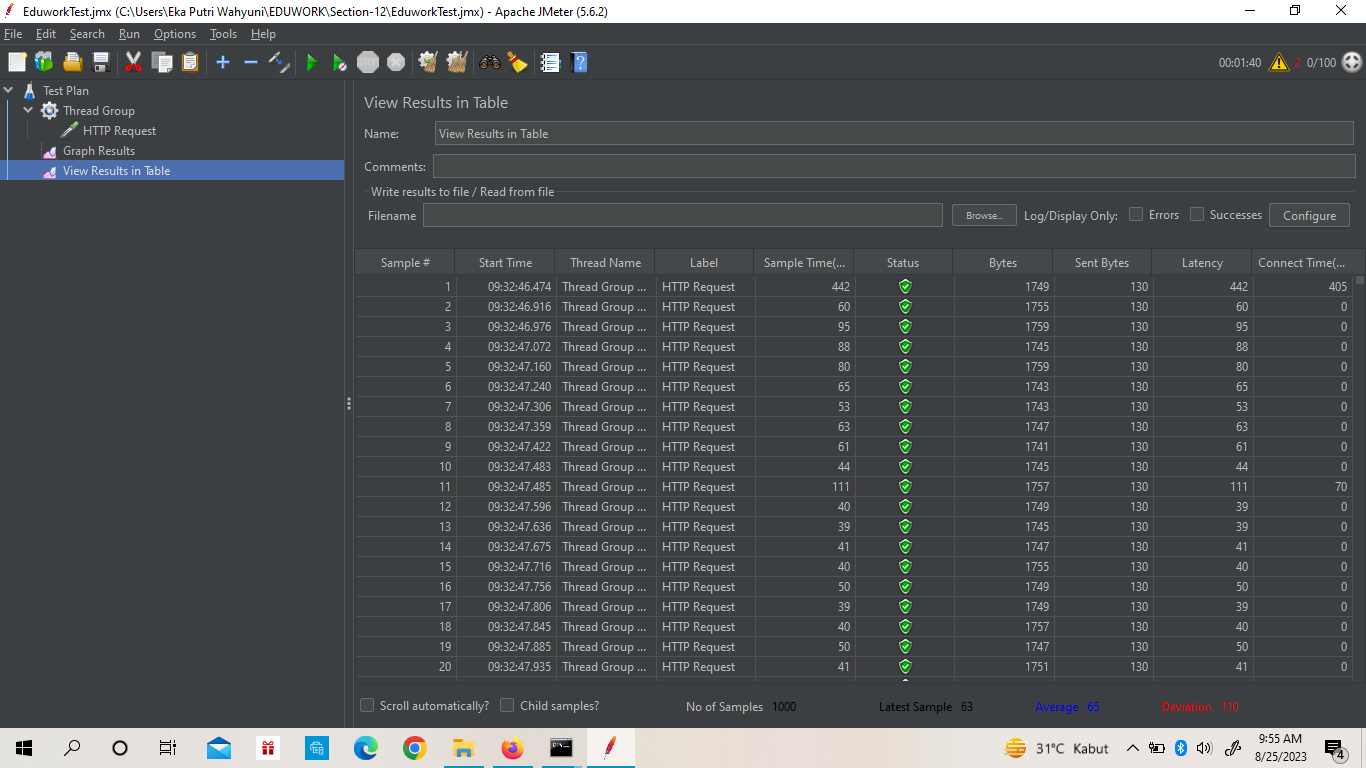 EduworkTest.jmx (C:\Users\Eka Putri Wahyuni\EDUWORK\Section-12\EduworkTest.jmx) - Apache JMeter (5.6.2)
File Edit Search Run Options Tools Help
STOP 00:01:40 2 0/100
Test Plan
Thread Group
HTTP Request
Graph Results
View Results in Table
View Results in Table
Name: View Results in Table
Comments:
Write results to file / Read from file
Filename Browse... Log/Display Only: Errors Successes Configure
Sample # Start Time Thread Name Label Sample Time(... Status Bytes Sent Bytes Latency Connect Time(...
1 09:32:46.474 Thread Group ... HTTP Request 442 1749 130 442 405
2 09:32:46.916 Thread Group ... HTTP Request 60 1755 130 60 0
3 09:32:46.976 Thread Group ... HTTP Request 95 1759 130 95 0
4 09:32:47.072 Thread Group ... HTTP Request 88 1745 130 88 0
5 09:32:47.160 Thread Group ... HTTP Request 80 1759 130 80 0
6 09:32:47.240 Thread Group ... HTTP Request 65 1743 130 65 0
7 09:32:47.306 Thread Group ... HTTP Request 53 1743 130 53 0
8 09:32:47.359 Thread Group ... HTTP Request 63 1747 130 63 0
9 09:32:47.422 Thread Group ... HTTP Request 61 1741 130 61 0
10 09:32:47.483 Thread Group ... HTTP Request 44 1745 130 44 0
11 09:32:47.485 Thread Group ... HTTP Request 111 1757 130 111 70
12 09:32:47.596 Thread Group ... HTTP Request 40 1749 130 39 0
13 09:32:47.636 Thread Group ... HTTP Request 39 1745 130 39 0
14 09:32:47.675 Thread Group ... HTTP Request 41 1747 130 41 0
15 09:32:47.716 Thread Group ... HTTP Request 40 1755 130 40 0
16 09:32:47.756 Thread Group ... HTTP Request 50 1749 130 50 0
17 09:32:47.806 Thread Group ... HTTP Request 39 1749 130 39 0
18 09:32:47.845 Thread Group ... HTTP Request 40 1757 130 40 0
19 09:32:47.885 Thread Group ... HTTP Request 50 1747 130 50 0
20 09:32:47.935 Thread Group ... HTTP Request 41 1751 130 41 0
Scroll automatically? Child samples? No of Samples 1000 Latest Sample 63 Average 65 Deviation 110
31°C Kabut 9:55 AM
8/25/2023 4